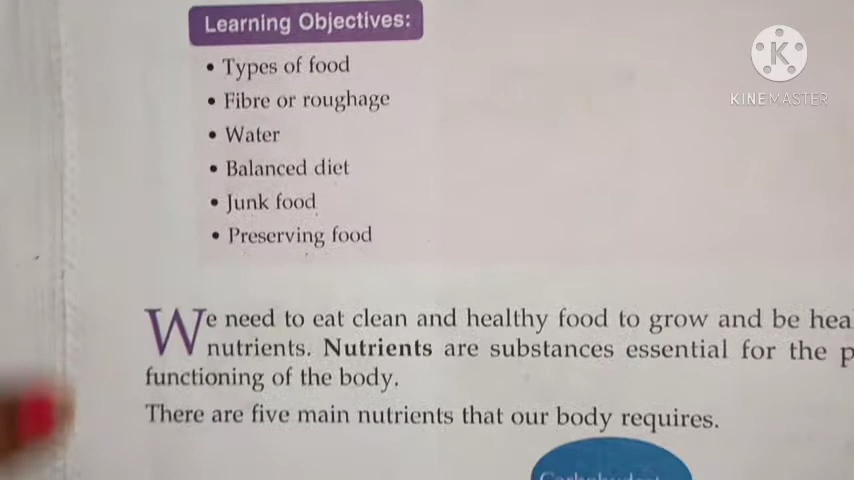 Learning Objectives:
• Types of food
• Fibre or roughage
• Water
• Balanced diet
• Junk food
• Preserving food
K
KINEMASTER
We need to eat clean and healthy food to grow and be
nutrients. Nutrients are substances essential for the
functioning of the body.
There are five main nutrients that our body requires.